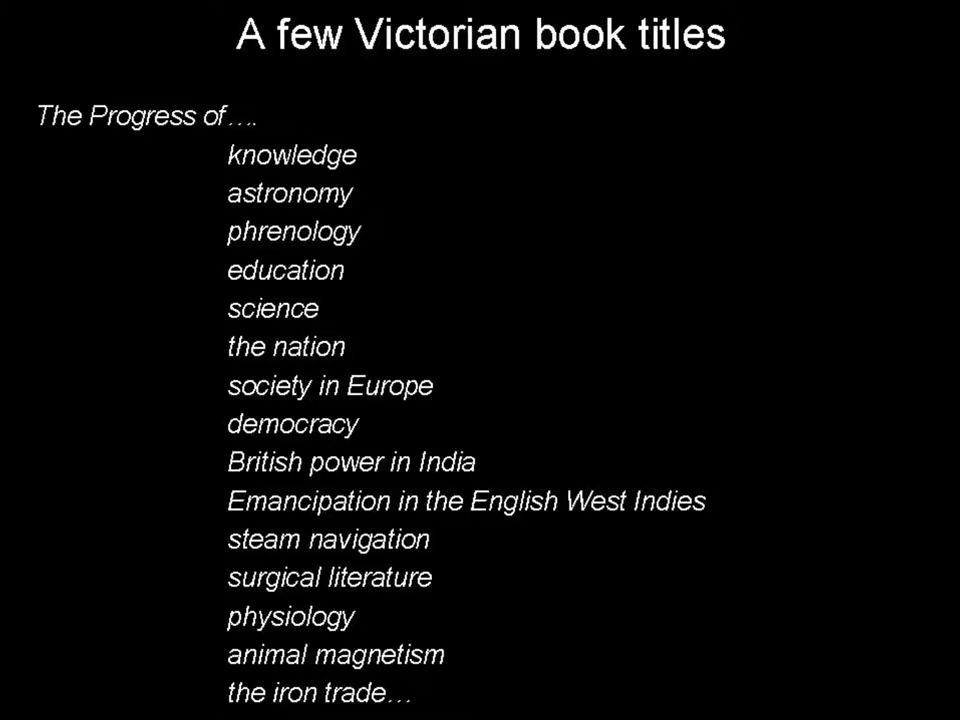 A few Victorian book titles
The Progress of….
knowledge
astronomy
phrenology
education
science
the nation
society in Europe
democracy
British power in India
Emancipation in the English West Indies
steam navigation
surgical literature
physiology
animal magnetism
the iron trade…